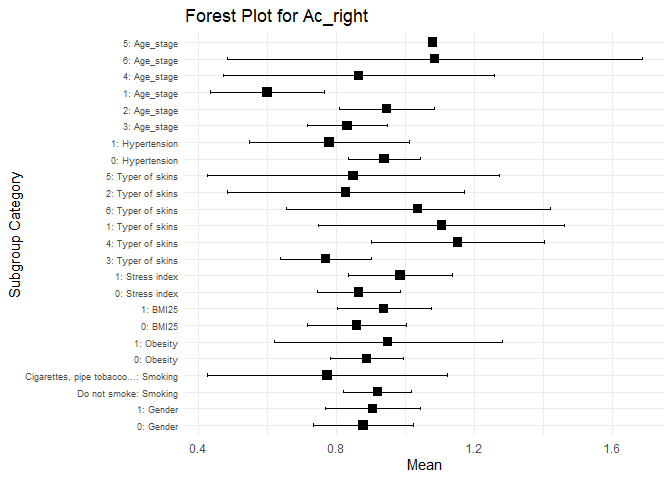 Forest Plot for Ac_right
Subgroup Category
5: Age_stage
6: Age_stage
4: Age_stage
1: Age_stage
2: Age_stage
3: Age_stage
1: Hypertension
0: Hypertension
5: Typer of skins
2: Typer of skins
6: Typer of skins
1: Typer of skins
4: Typer of skins
3: Typer of skins
1: Stress index
0: Stress index
1: BMI25
0: BMI25
1: Obesity
0: Obesity
Cigarettes, pipe tobacco...: Smoking
Do not smoke: Smoking
1: Gender
0: Gender
0.4 0.8 1.2 1.6
Mean